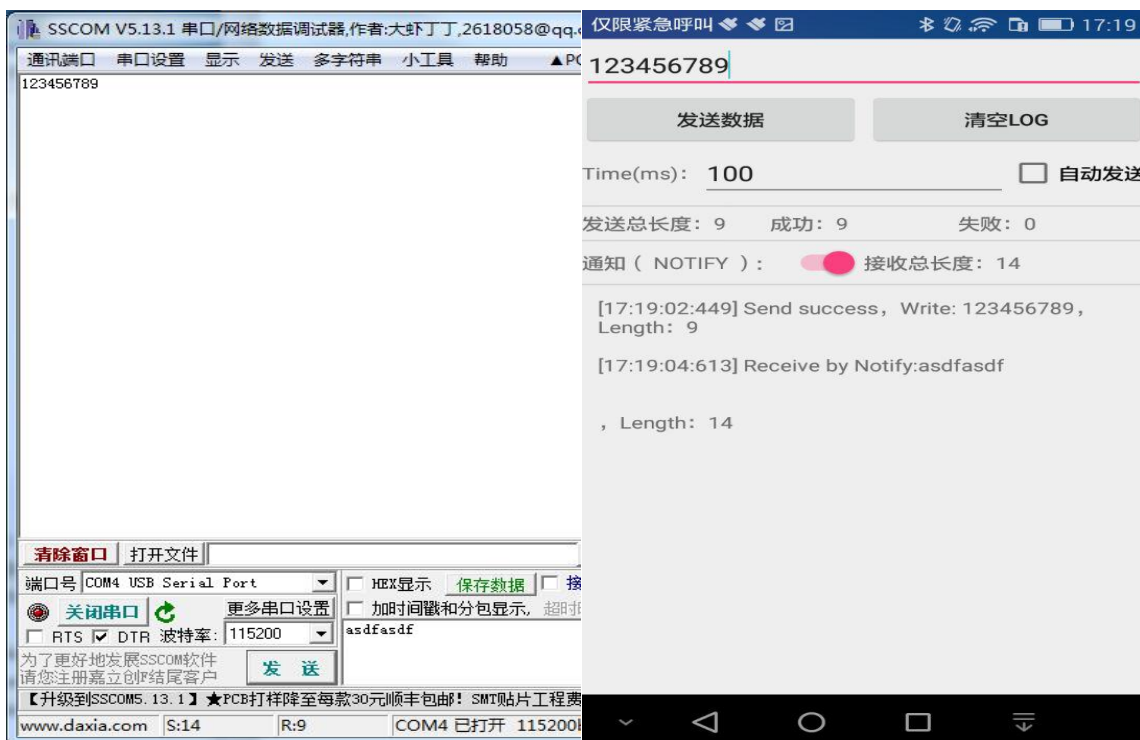 SSCOM V5.13.1 串口/网络数据调试器,作者:大虾丁丁,2618058@qq.
通讯端口 串口设置 显示 发送 多字符串 小工具 帮助 ▲PC
123456789
清除窗口 打开文件
端口号 COM4 USB Serial Port HEX显示 保存数据 接
关闭串口 更多串口设置 加时间戳和分包显示, 超时
RTS DTR 波特率: 115200 asdfasdf
为了更好地发展SSCOM软件
请您注册嘉立创F结尾客户 发 送
【升级到SSCOM5.13.1】★PCB打样降至每款30元顺丰包邮! SMT贴片工程费
www.daxia.com S:14 R:9 COM4 已打开 115200
仅限紧急呼叫 17:19
123456789
发送数据 清空LOG
Time(ms): 100 自动发送
发送总长度: 9 成功: 9 失败: 0
通知 ( NOTIFY ) : 接收总长度: 14
[17:19:02:449] Send success, Write: 123456789,
Length: 9
[17:19:04:613] Receive by Notify:asdfasdf
, Length: 14